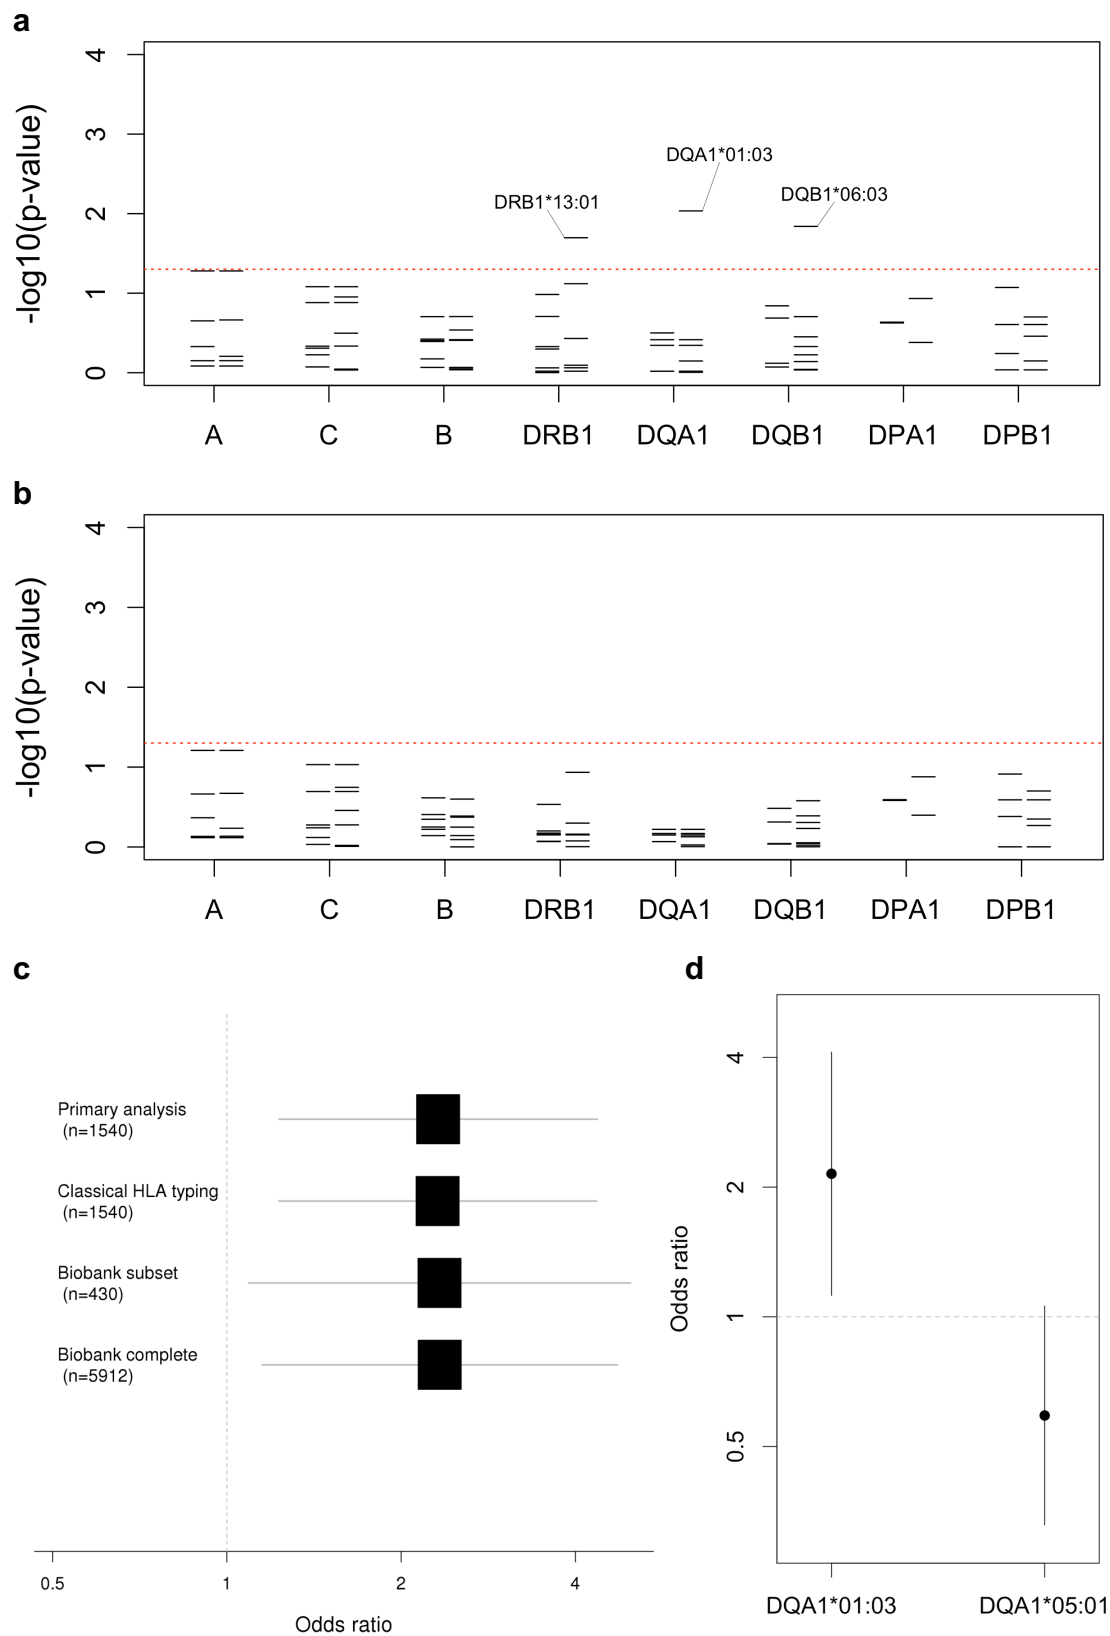 a
-log10(p-value)
4
3
2
1
0
DQA1*01:03
DQB1*06:03
DRB1*13:01
A C B DRB1 DQA1 DQB1 DPA1 DPB1
b
-log10(p-value)
4
3
2
1
0
A C B DRB1 DQA1 DQB1 DPA1 DPB1
c
Primary analysis
(n=1540)
Classical HLA typing
(n=1540)
Biobank subset
(n=430)
Biobank complete
(n=5912)
0.5 1 2 4
Odds ratio
d
Odds ratio
4
2
1
0.5
DQA1*01:03 DQA1*05:01